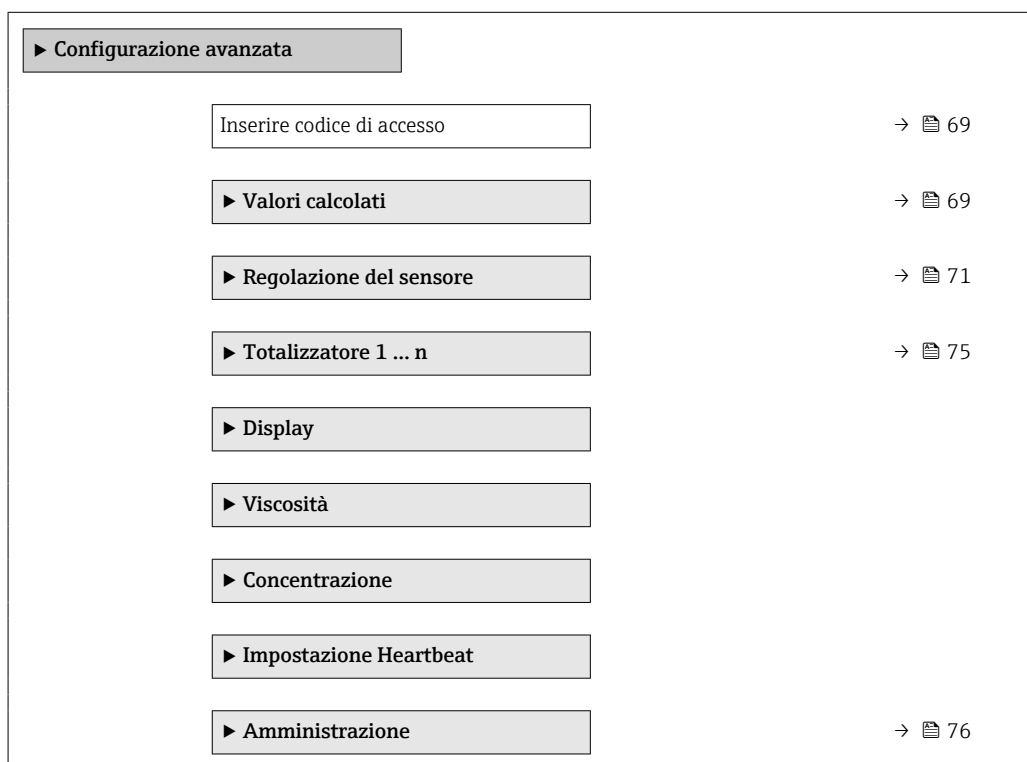 ▶ Configurazione avanzata
Inserire codice di accesso → 69
▶ Valori calcolati → 69
▶ Regolazione del sensore → 71
▶ Totalizzatore 1 … n → 75
▶ Display
▶ Viscosità
▶ Concentrazione
▶ Impostazione Heartbeat
▶ Amministrazione → 76